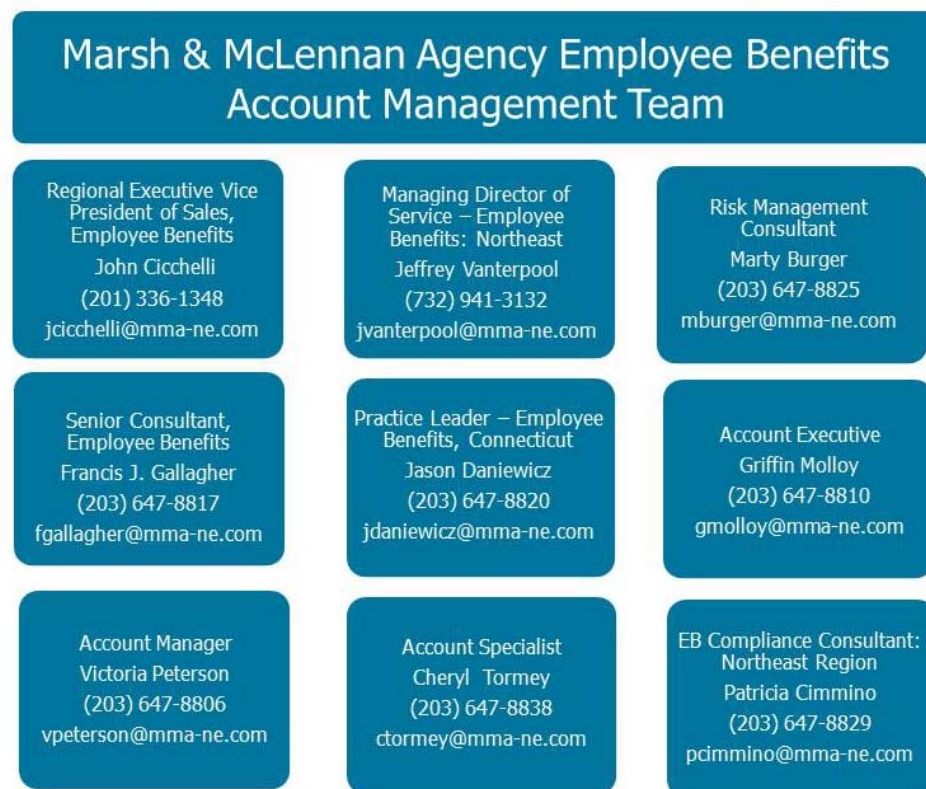 Marsh & McLennan Agency Employee Benefits
Account Management Team
Regional Executive Vice
President of Sales,
Employee Benefits
John Cicchelli
(201) 336-1348
jcicchelli@mma-ne.com
Managing Director of
Service – Employee
Benefits: Northeast
Jeffrey Vanterpool
(732) 941-3132
jvanterpool@mma-ne.com
Risk Management
Consultant
Marty Burger
(203) 647-8825
mburger@mma-ne.com
Senior Consultant,
Employee Benefits
Francis J. Gallagher
(203) 647-8817
fgallagher@mma-ne.com
Practice Leader – Employee
Benefits, Connecticut
Jason Daniewicz
(203) 647-8820
jdaniewicz@mma-ne.com
Account Executive
Griffin Molloy
(203) 647-8810
gmolloy@mma-ne.com
Account Manager
Victoria Peterson
(203) 647-8806
vpeterson@mma-ne.com
Account Specialist
Cheryl Tormey
(203) 647-8838
ctormey@mma-ne.com
EB Compliance Consultant:
Northeast Region
Patricia Cimmino
(203) 647-8829
pcimmino@mma-ne.com